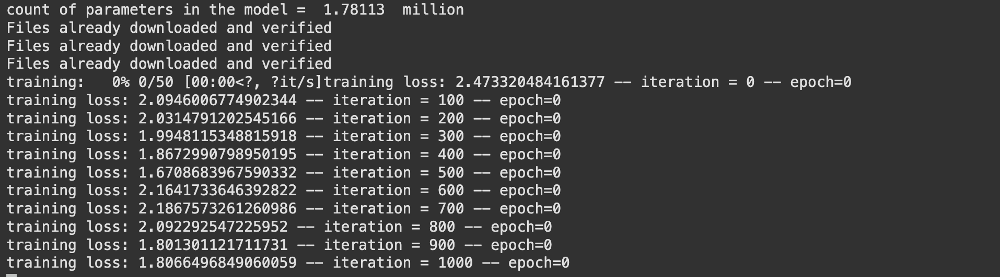 count of parameters in the model =  1.78113  million
Files already downloaded and verified
Files already downloaded and verified
Files already downloaded and verified
training:   0% 0/50 [00:00<?, ?it/s]training loss: 2.473320484161377 -- iteration = 0 -- epoch=0
training loss: 2.0946006774902344 -- iteration = 100 -- epoch=0
training loss: 2.0314791202545166 -- iteration = 200 -- epoch=0
training loss: 1.9948115348815918 -- iteration = 300 -- epoch=0
training loss: 1.8672990798950195 -- iteration = 400 -- epoch=0
training loss: 1.6708683967590332 -- iteration = 500 -- epoch=0
training loss: 2.1641733646392822 -- iteration = 600 -- epoch=0
training loss: 2.1867573261260986 -- iteration = 700 -- epoch=0
training loss: 2.092292547225952 -- iteration = 800 -- epoch=0
training loss: 1.801301121711731 -- iteration = 900 -- epoch=0
training loss: 1.8066496849060059 -- iteration = 1000 -- epoch=0